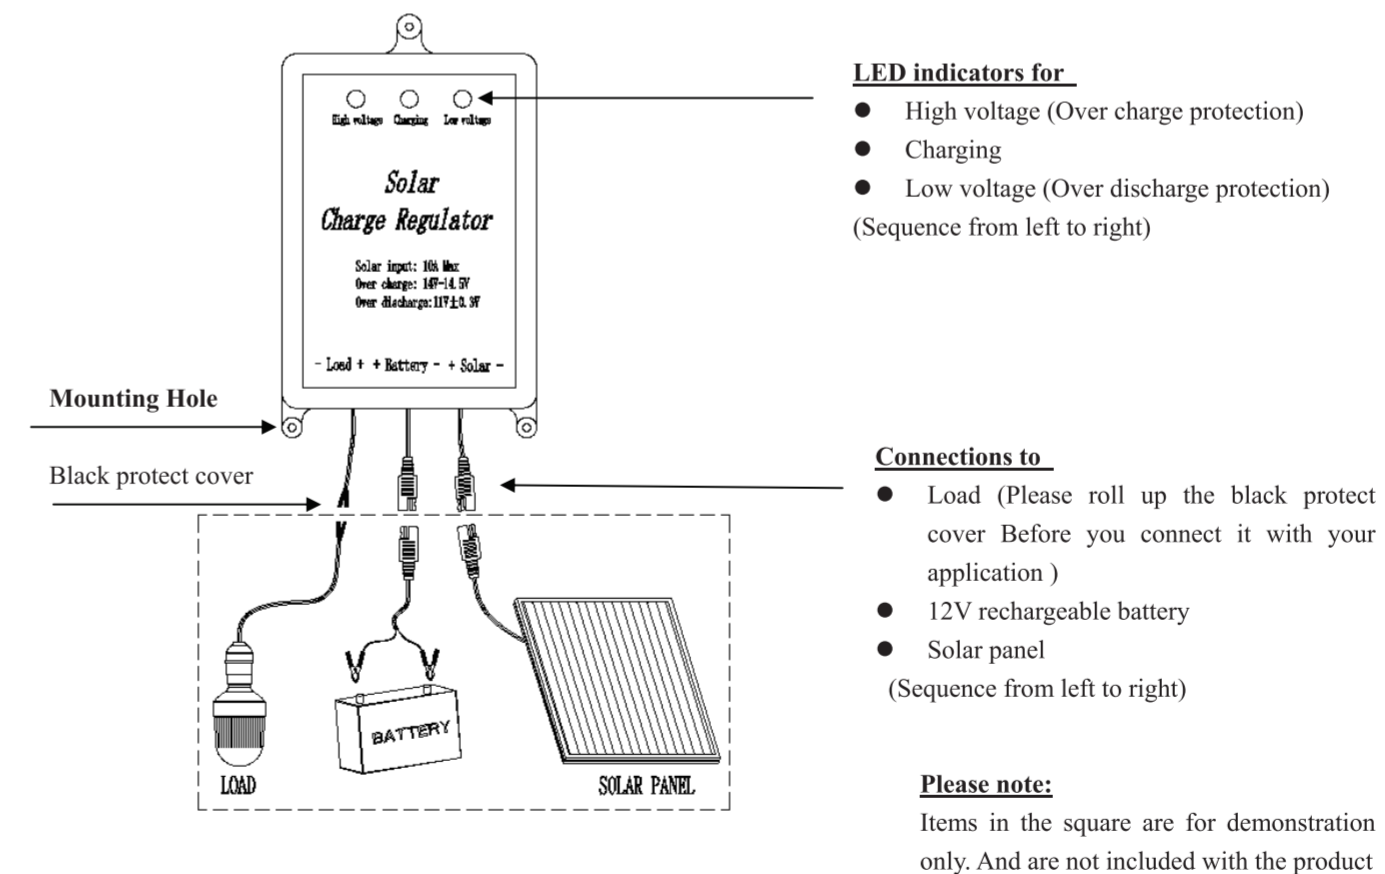 High voltage Charging Low voltage
Solar
Charge Regulator
Solar input: 10A Max
Over charge: 14V-14.5V
Over discharge:11V±0.3V
- Load + + Battery - + Solar -
LED indicators for
● High voltage (Over charge protection)
● Charging
● Low voltage (Over discharge protection)
(Sequence from left to right)
Mounting Hole
Black protect cover
Connections to
● Load (Please roll up the black protect
cover Before you connect it with your
application )
● 12V rechargeable battery
● Solar panel
(Sequence from left to right)
BATTERY
LOAD
SOLAR PANEL
Please note:
Items in the square are for demonstration
only. And are not included with the product